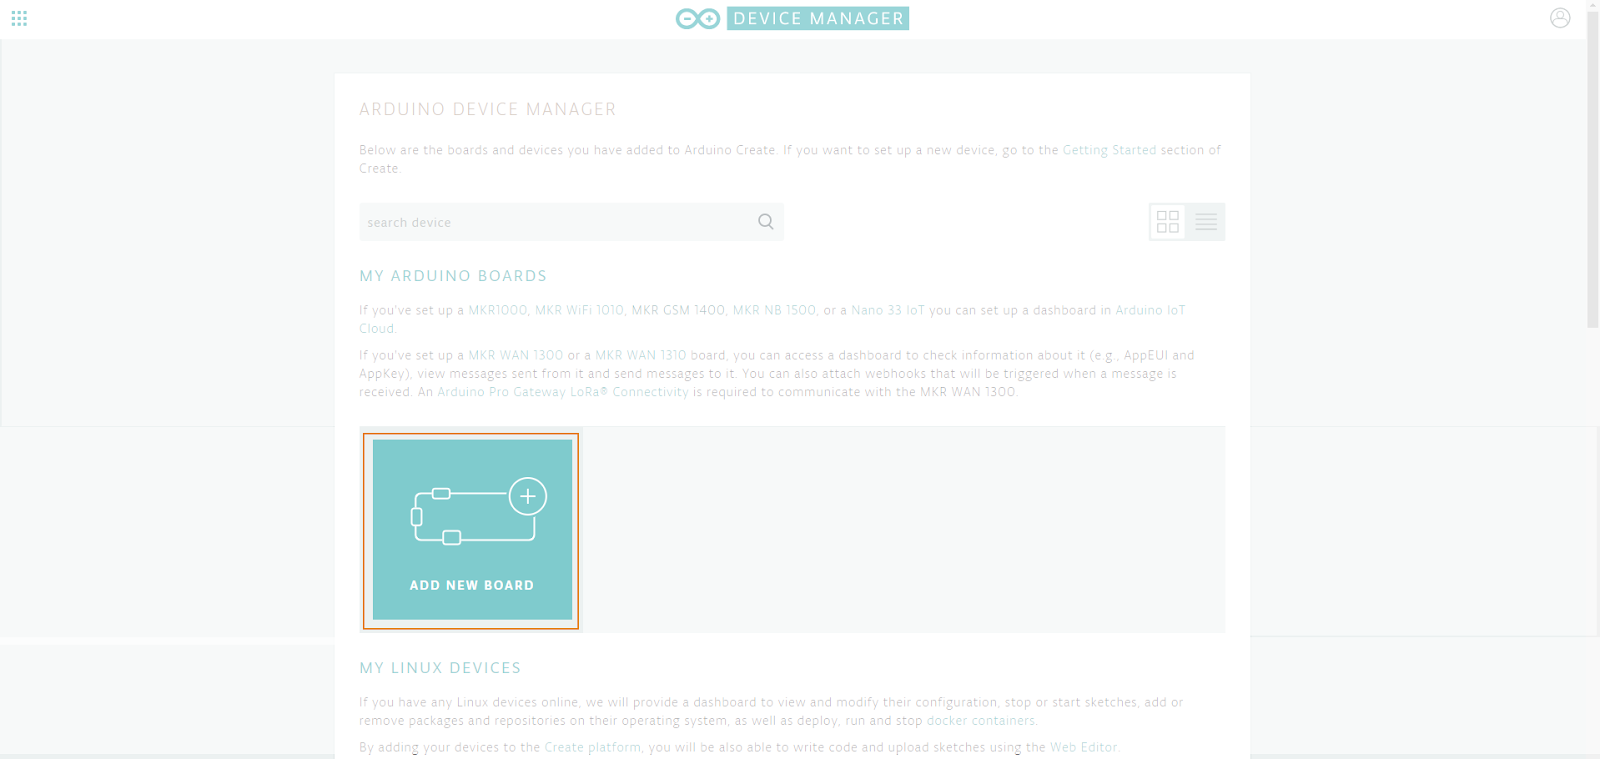 DEVICE MANAGER
ARDUINO DEVICE MANAGER
Below are the boards and devices you have added to Arduino Create. If you want to set up a new device, go to the Getting Started section of
Create.
search device
MY ARDUINO BOARDS
If you've set up a MKR1000, MKR WiFi 1010, MKR GSM 1400, MKR NB 1500, or a Nano 33 IoT you can set up a dashboard in Arduino IoT
Cloud.
If you've set up a MKR WAN 1300 or a MKR WAN 1310 board, you can access a dashboard to check information about it (e.g., AppEUI and
AppKey), view messages sent from it and send messages to it. You can also attach webhooks that will be triggered when a message is
received. An Arduino Pro Gateway LoRa® Connectivity is required to communicate with the MKR WAN 1300.
ADD NEW BOARD
MY LINUX DEVICES
If you have any Linux devices online, we will provide a dashboard to view and modify their configuration, stop or start sketches, add or
remove packages and repositories on their operating system, as well as deploy, run and stop docker containers.
By adding your devices to the Create platform, you will be also able to write code and upload sketches using the Web Editor.